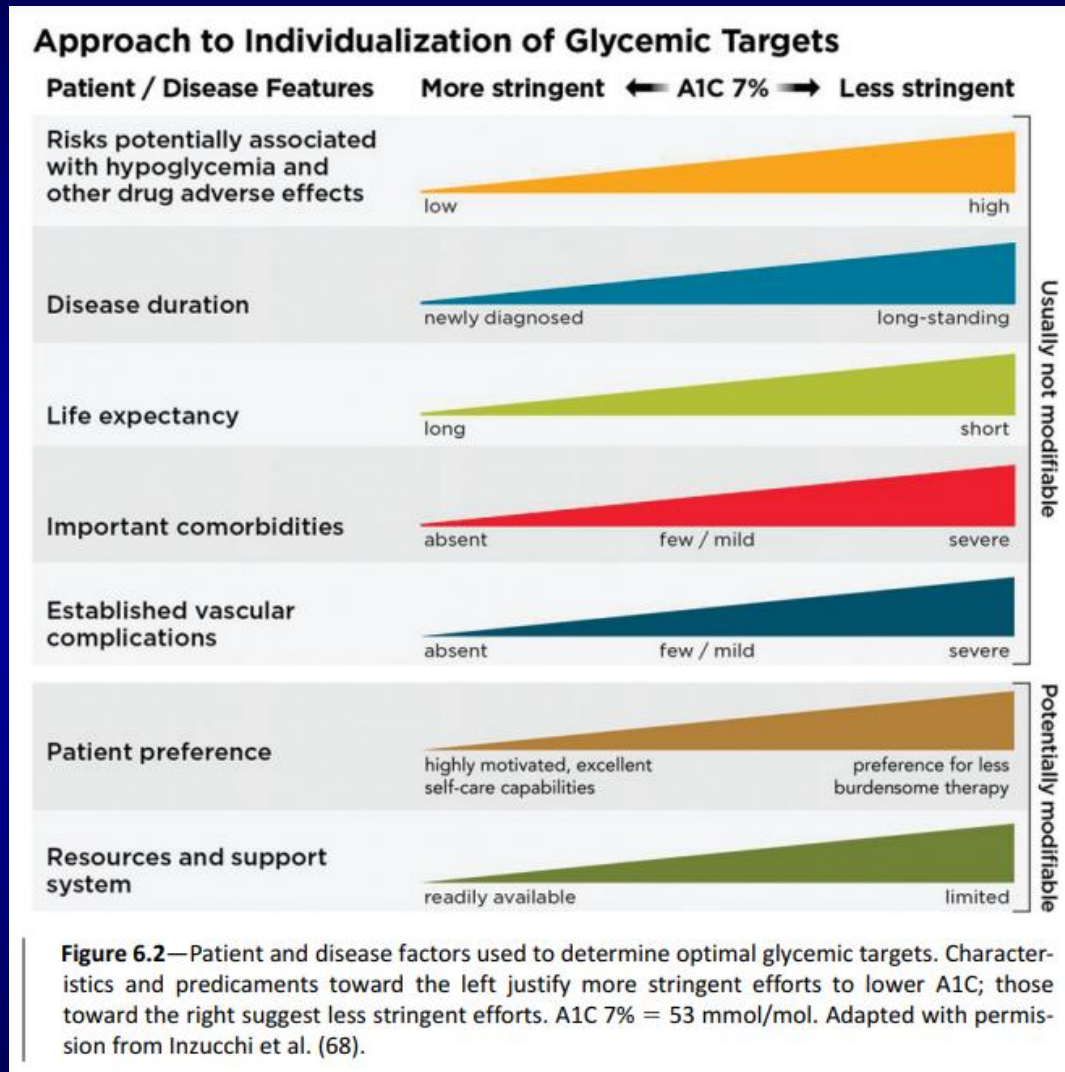 Approach to Individualization of Glycemic Targets
Patient / Disease Features More stringent ← A1C 7% → Less stringent
Risks potentially associated
with hypoglycemia and
other drug adverse effects
low high
Disease duration
newly diagnosed long-standing
Life expectancy
long short
Important comorbidities
absent few / mild severe
Established vascular
complications
absent few / mild severe
Usually not modifiable
Patient preference
highly motivated, excellent
self-care capabilities
preference for less
burdensome therapy
Resources and support
system
readily available limited
Potentially modifiable
Figure 6.2—Patient and disease factors used to determine optimal glycemic targets. Character-
istics and predicaments toward the left justify more stringent efforts to lower A1C; those
toward the right suggest less stringent efforts. A1C 7% = 53 mmol/mol. Adapted with permis-
sion from Inzucchi et al. (68).